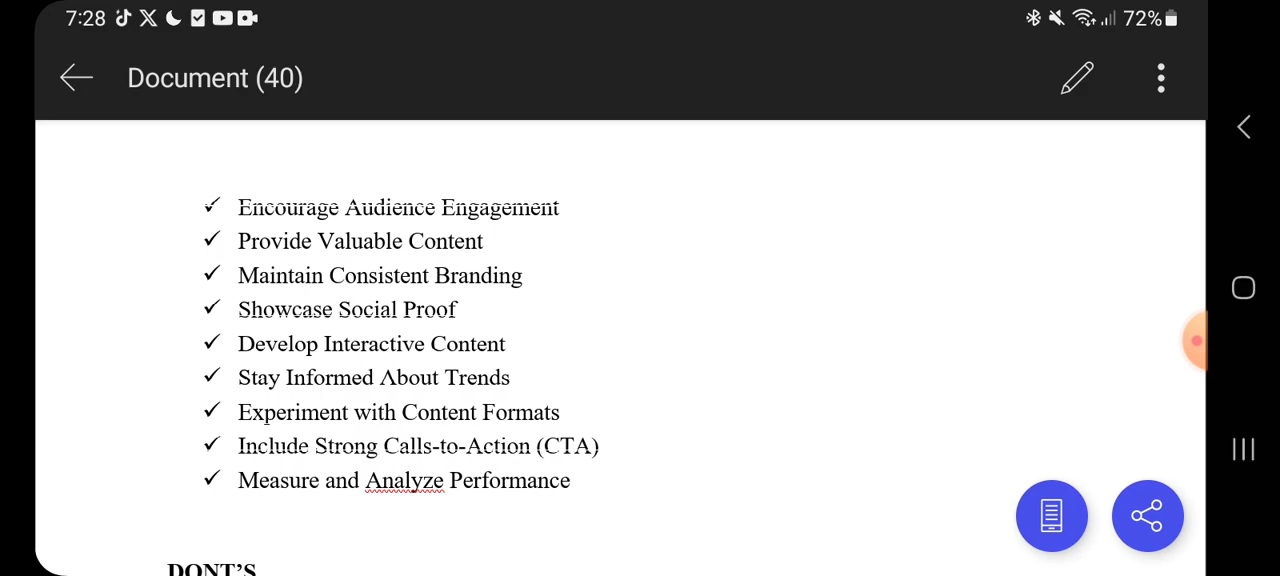 7:28 72%
Document (40)
✓ Encourage Audience Engagement
✓ Provide Valuable Content
✓ Maintain Consistent Branding
✓ Showcase Social Proof
✓ Develop Interactive Content
✓ Stay Informed About Trends
✓ Experiment with Content Formats
✓ Include Strong Calls-to-Action (CTA)
✓ Measure and Analyze Performance
DONT'S